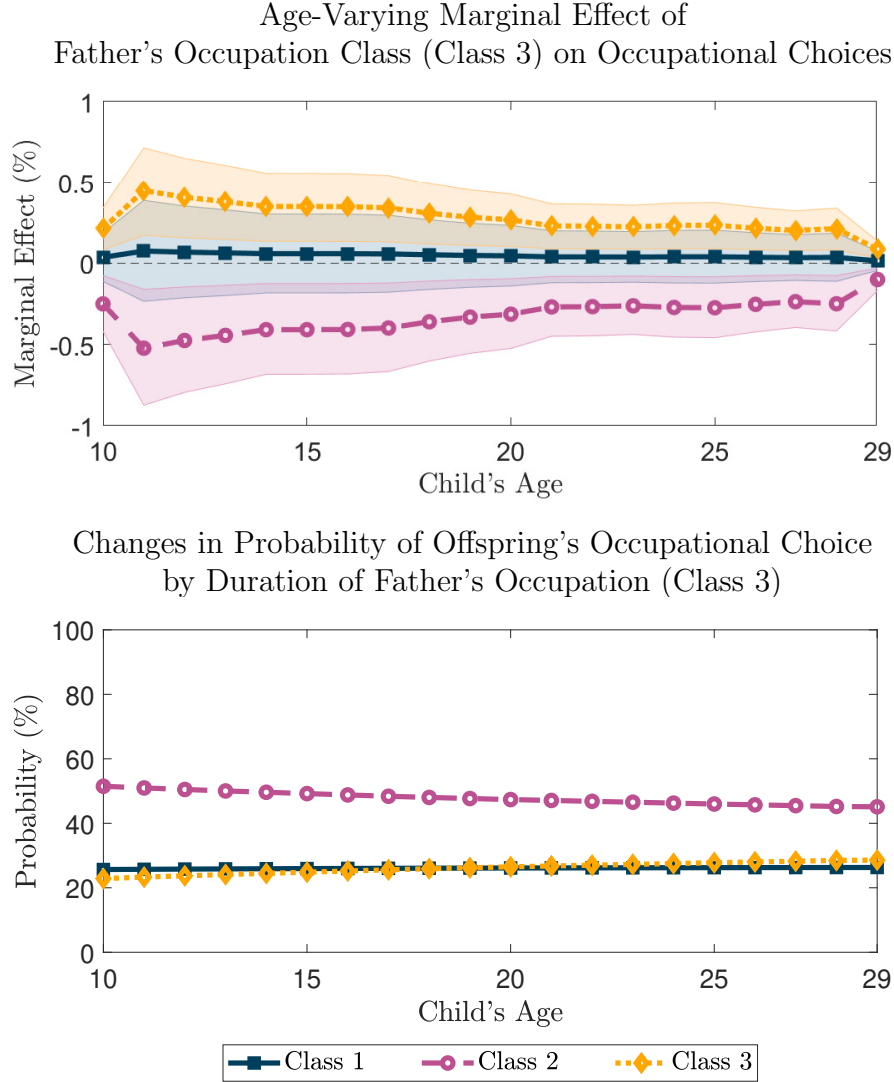 Age-Varying Marginal Effect of
Father's Occupation Class (Class 3) on Occupational Choices
1
0.5
0
-0.5
-1
Marginal Effect (%)
10
15
20
25
29
Child's Age
Changes in Probability of Offspring's Occupational Choice
by Duration of Father's Occupation (Class 3)
100
80
60
40
20
0
Probability (%)
10
15
20
25
29
Child's Age
Class 1
Class 2
Class 3